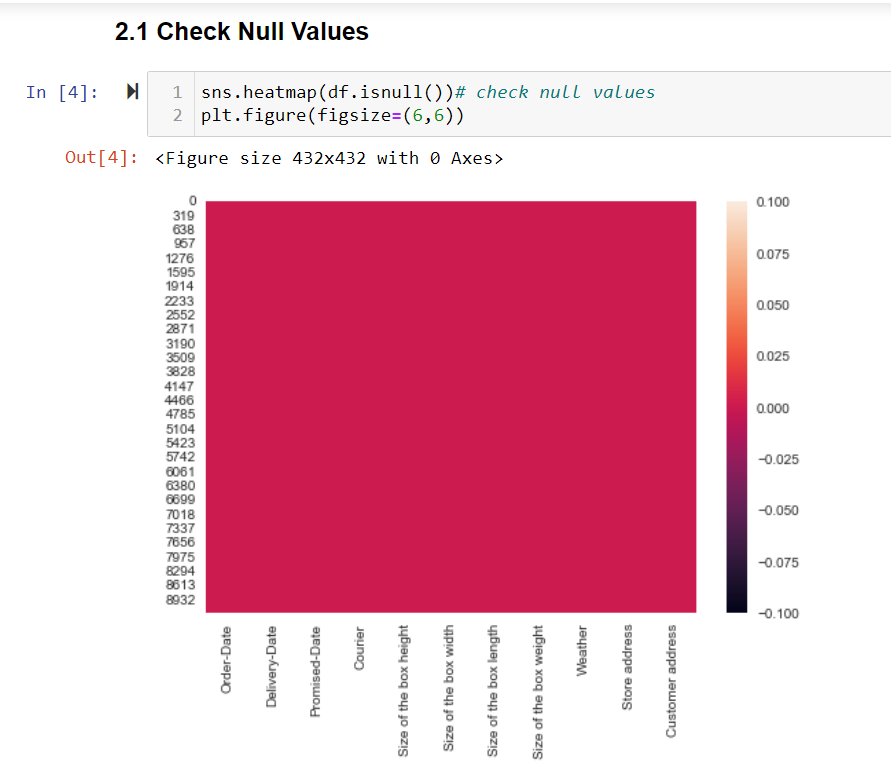 2.1 Check Null Values
In [4]:
1 sns.heatmap(df.isnull())# check null values
2 plt.figure(figsize=(6,6))
Out[4]: <Figure size 432x432 with 0 Axes>
0
319
638
957
1276
1595
1914
2233
2552
2871
3190
3509
3828
4147
4466
4785
5104
5423
5742
6061
6380
6699
7018
7337
7656
7975
8294
8613
8932
0.100
0.075
0.050
0.025
0.000
−0.025
−0.050
−0.075
−0.100
Order-Date
Delivery-Date
Promised-Date
Courier
Size of the box height
Size of the box width
Size of the box length
Size of the box weight
Weather
Store address
Customer address